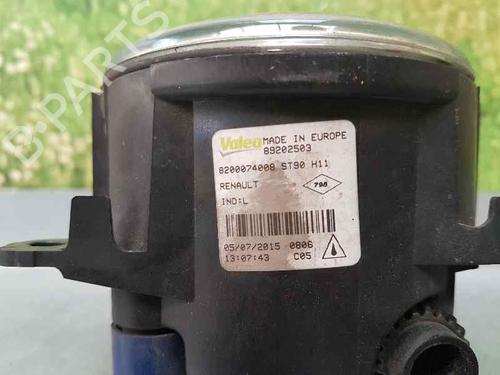 Valeo MADE IN EUROPE
89202503
8200074008 ST90 H11
RENAULT 795
IND:L
05/07/2015 0806
13:07:43 C05
B-PARTS